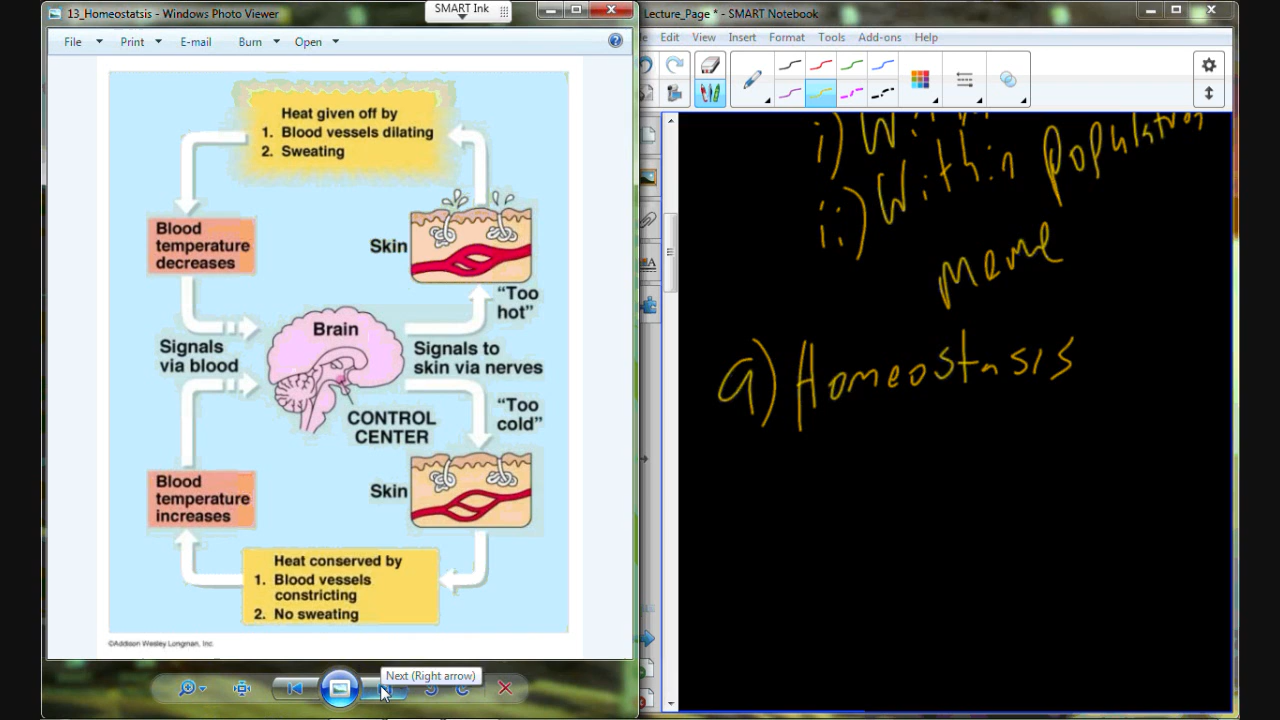 13_Homeostatsis - Windows Photo Viewer
SMART Ink
File Print E-mail Burn Open
Heat given off by
1. Blood vessels dilating
2. Sweating
Blood
temperature
decreases
Skin
"Too
hot"
Brain
Signals
via blood
Signals to
skin via nerves
CONTROL
CENTER
"Too
cold"
Blood
temperature
increases
Skin
Heat conserved by
1. Blood vessels
constricting
2. No sweating
©Addison Wesley Longman, Inc.
Next (Right arrow)
Lecture_Page * - SMART Notebook
Edit View Insert Format Tools Add-ons Help
i)
ii) Within
meme
9) Homeostasis